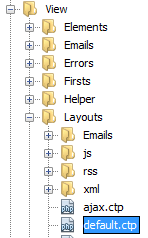 View
Elements
Emails
Errors
Firsts
Helper
Layouts
Emails
js
rss
xml
ajax.ctp
default.ctp